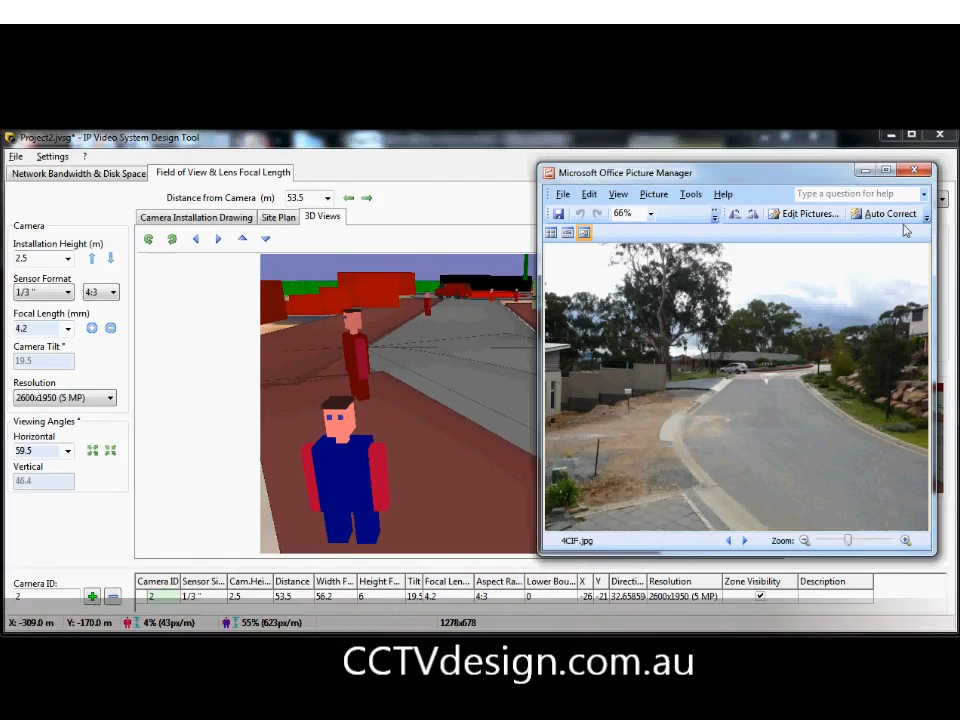 Project2.jvsg* - IP Video System Design Tool
File Settings ?
Network Bandwidth & Disk Space Field of View & Lens Focal Length
Distance from Camera (m) 53.5
Camera Installation Drawing Site Plan 3D Views
Camera
Installation Height (m)
2.5
Sensor Format
1/3 " 4:3
Focal Length (mm)
4.2
Camera Tilt °
19.5
Resolution
2600x1950 (5 MP)
Viewing Angles °
Horizontal
59.5
Vertical
46.4
Microsoft Office Picture Manager
File Edit View Picture Tools Help Type a question for help
66% Edit Pictures... Auto Correct
4CIF.jpg Zoom:
Camera ID:
2
Camera ID Sensor Si... Cam.Hei... Distance Width F... Height F... Tilt Focal Len... Aspect Ra... Lower Bou... X Y Directi... Resolution Zone Visibility Description
2 1/3 " 2.5 53.5 56.2 6 19.5 4.2 4:3 0 -26 -21 32.65859 2600x1950 (5 MP)
X: -309.0 m Y: -170.0 m 4% (43px/m) 55% (623px/m) 1278x678
CCTVdesign.com.au